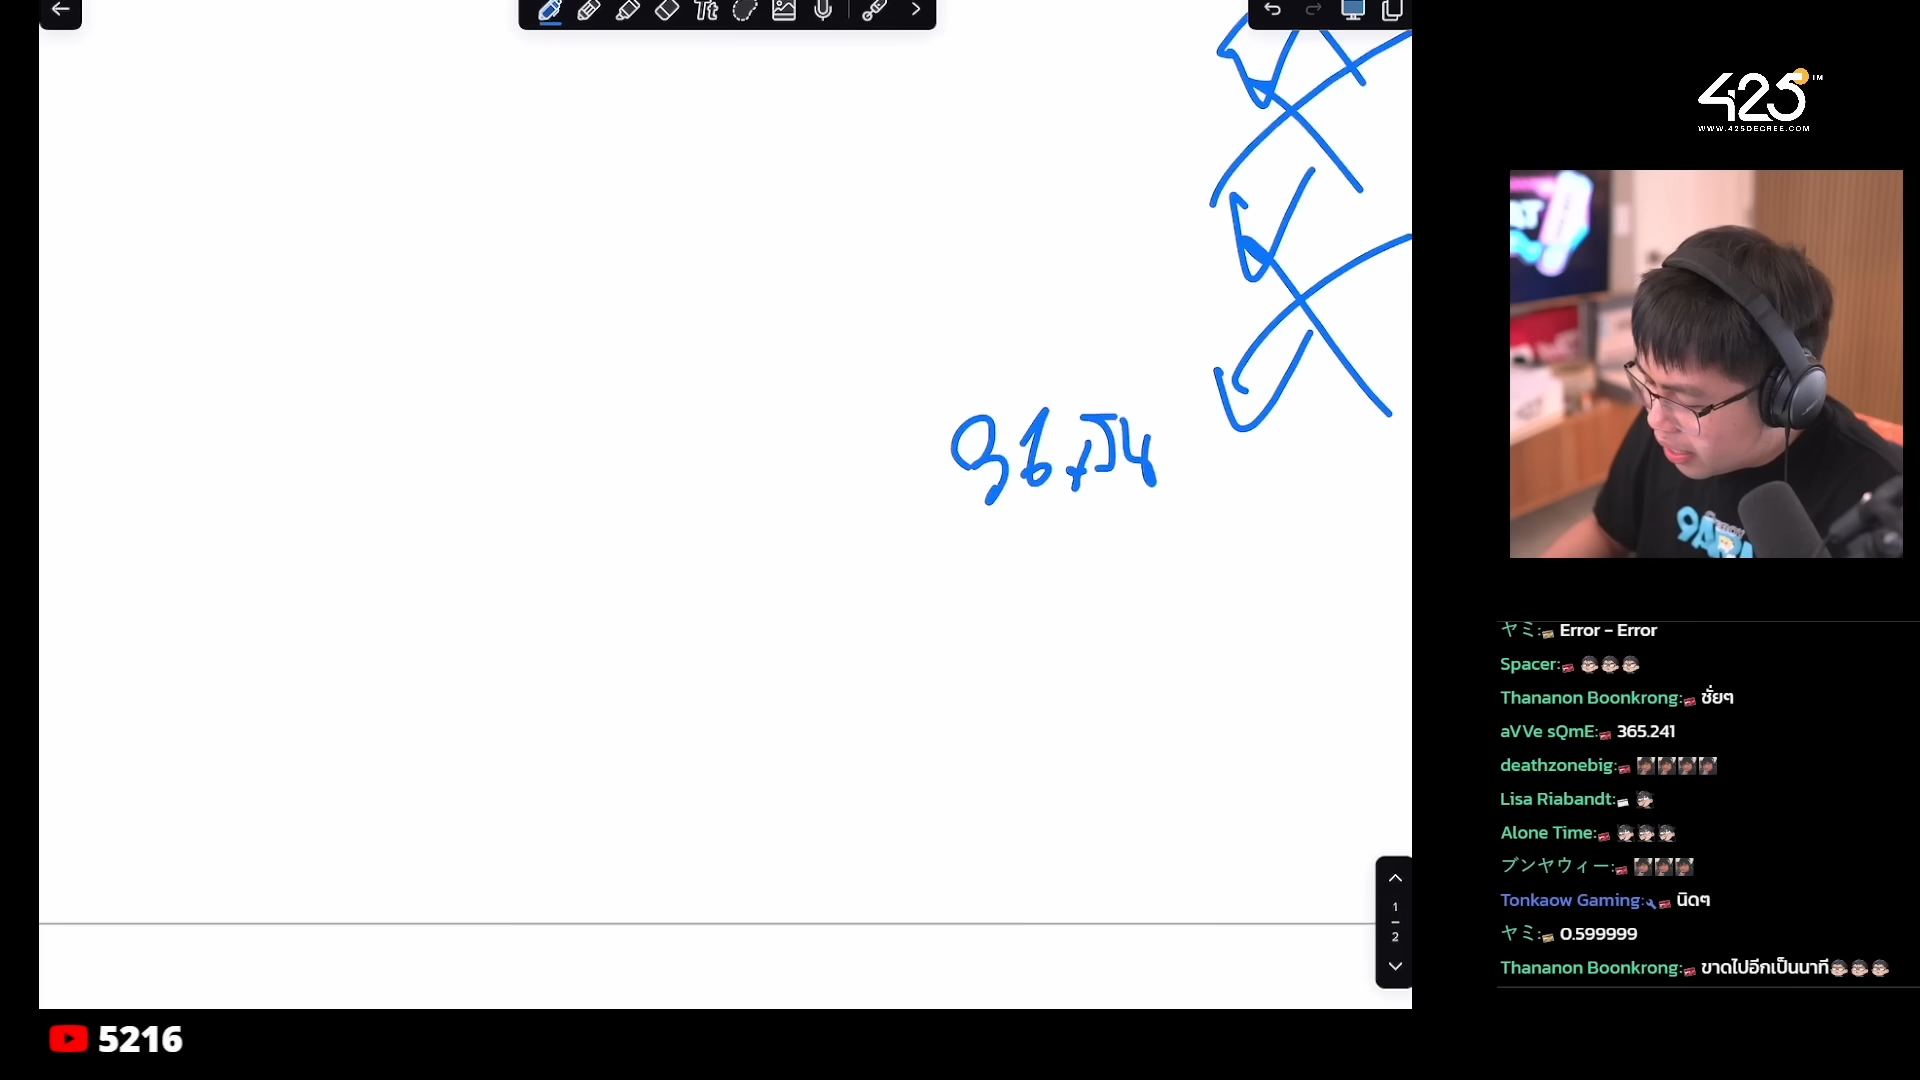 Tt
425 TM
WWW.425DEGREE.COM
ヤミ: Error - Error
Spacer:
Thananon Boonkrong: ชั่ยๆ
aVVe sQmE: 365.241
deathzonebig:
Lisa Riabandt:
Alone Time:
ブンヤウィー:
Tonkaow Gaming: นิดๆ
ヤミ: 0.599999
Thananon Boonkrong: ขาดไปอีกเป็นนาที
1
2
5216